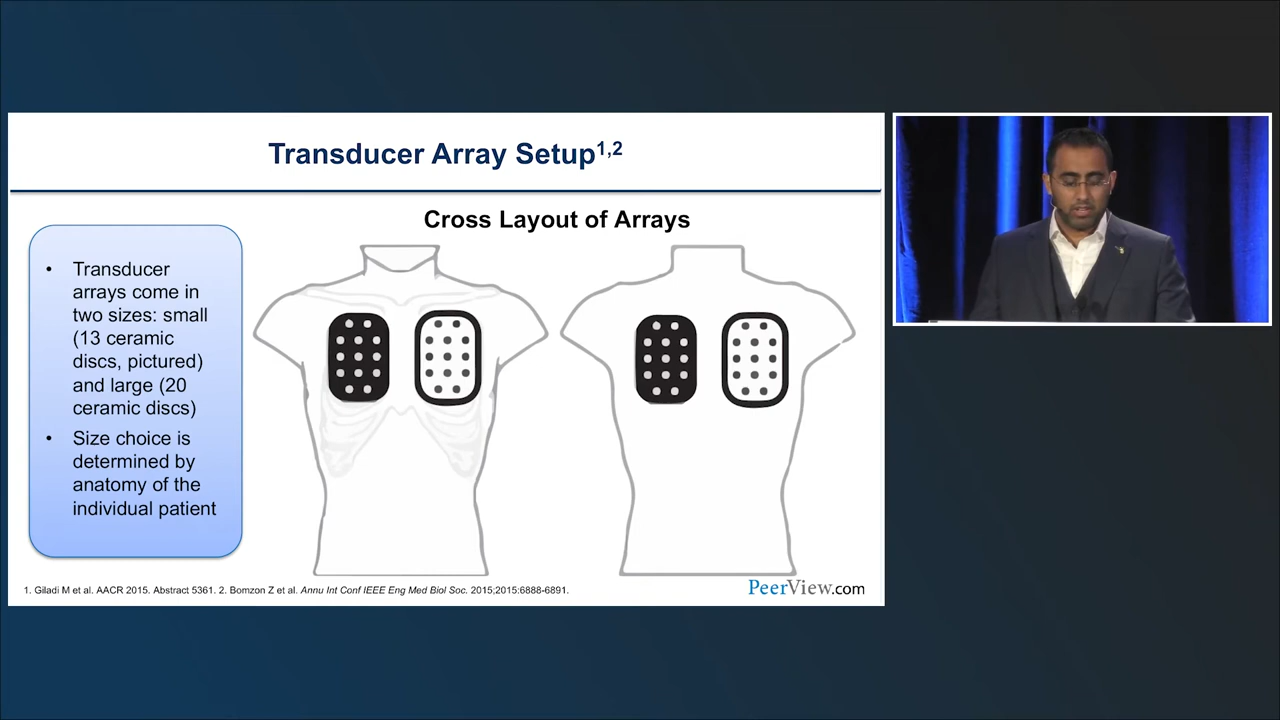 Transducer Array Setup1,2
Cross Layout of Arrays
• Transducer
arrays come in
two sizes: small
(13 ceramic
discs, pictured)
and large (20
ceramic discs)
• Size choice is
determined by
anatomy of the
individual patient
1. Giladi M et al. AACR 2015. Abstract 5361. 2. Bomzon Z et al. Annu Int Conf IEEE Eng Med Biol Soc. 2015;2015:6888-6891.
PeerView.com